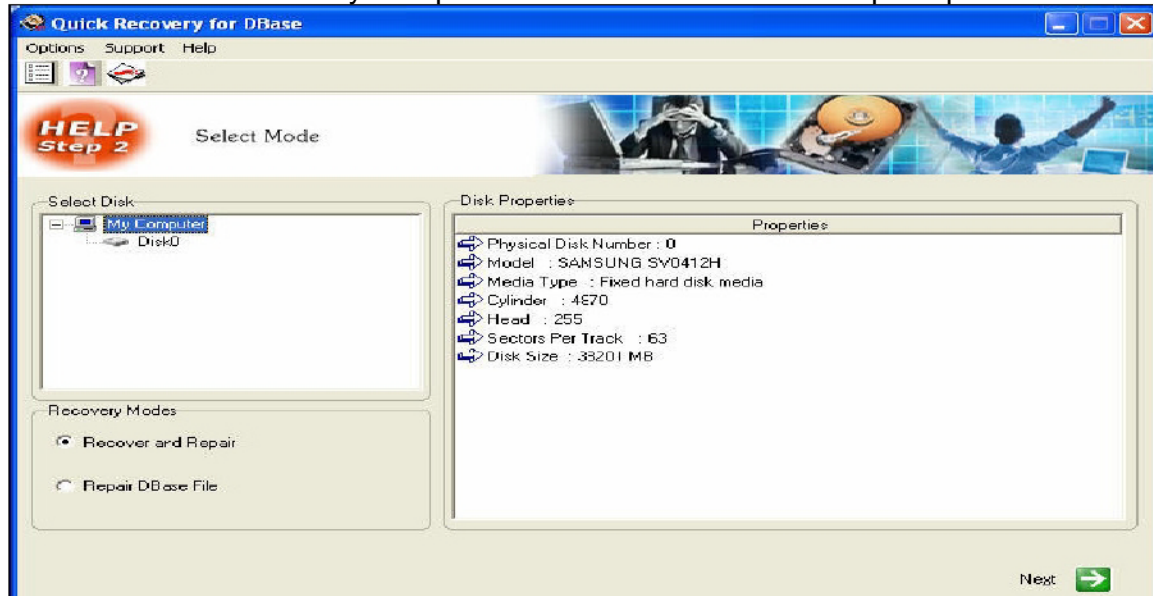 Quick Recovery for DBase
Options Support Help
HELP
Step 2
Select Mode
Select Disk
My Computer
Disk0
Recovery Modes
Recover and Repair
Repair DBase File
Disk Properties
Properties
Physical Disk Number : 0
Model : SAMSUNG SV0412H
Media Type : Fixed hard disk media
Cylinder : 4870
Head : 255
Sectors Per Track : 63
Disk Size : 38201 MB
Next